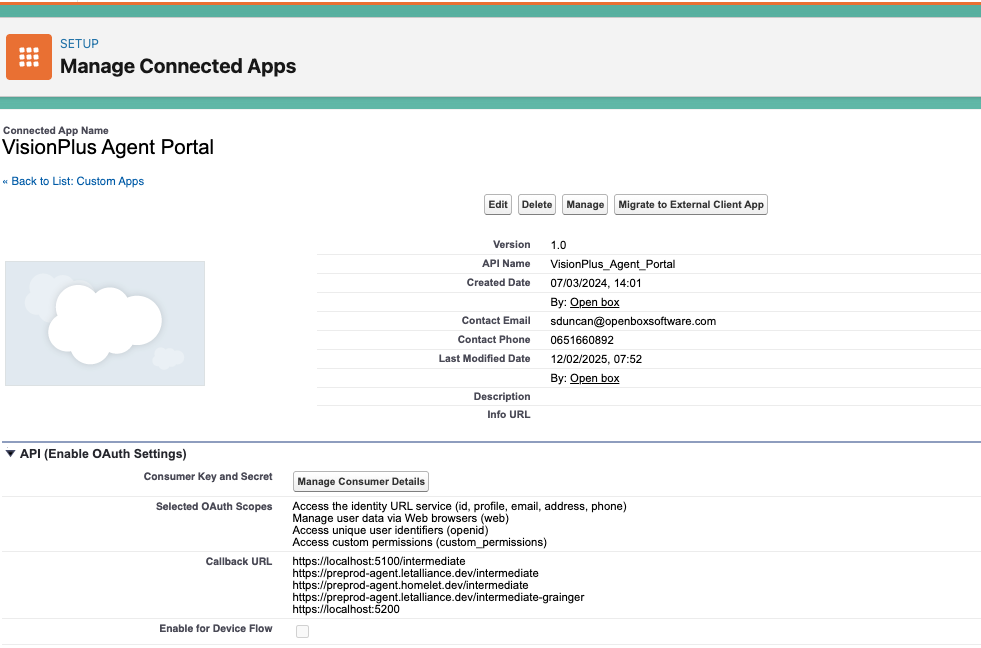 SETUP
Manage Connected Apps
Connected App Name
VisionPlus Agent Portal
« Back to List: Custom Apps
Edit Delete Manage Migrate to External Client App
Version 1.0
API Name VisionPlus_Agent_Portal
Created Date 07/03/2024, 14:01
By: Open box
Contact Email sduncan@openboxsoftware.com
Contact Phone 0651660892
Last Modified Date 12/02/2025, 07:52
By: Open box
Description
Info URL
API (Enable OAuth Settings)
Consumer Key and Secret Manage Consumer Details
Selected OAuth Scopes Access the identity URL service (id, profile, email, address, phone)
Manage user data via Web browsers (web)
Access unique user identifiers (openid)
Access custom permissions (custom_permissions)
Callback URL https://localhost:5100/intermediate
https://preprod-agent.letalliance.dev/intermediate
https://preprod-agent.homelet.dev/intermediate
https://preprod-agent.letalliance.dev/intermediate-grainger
https://localhost:5200
Enable for Device Flow